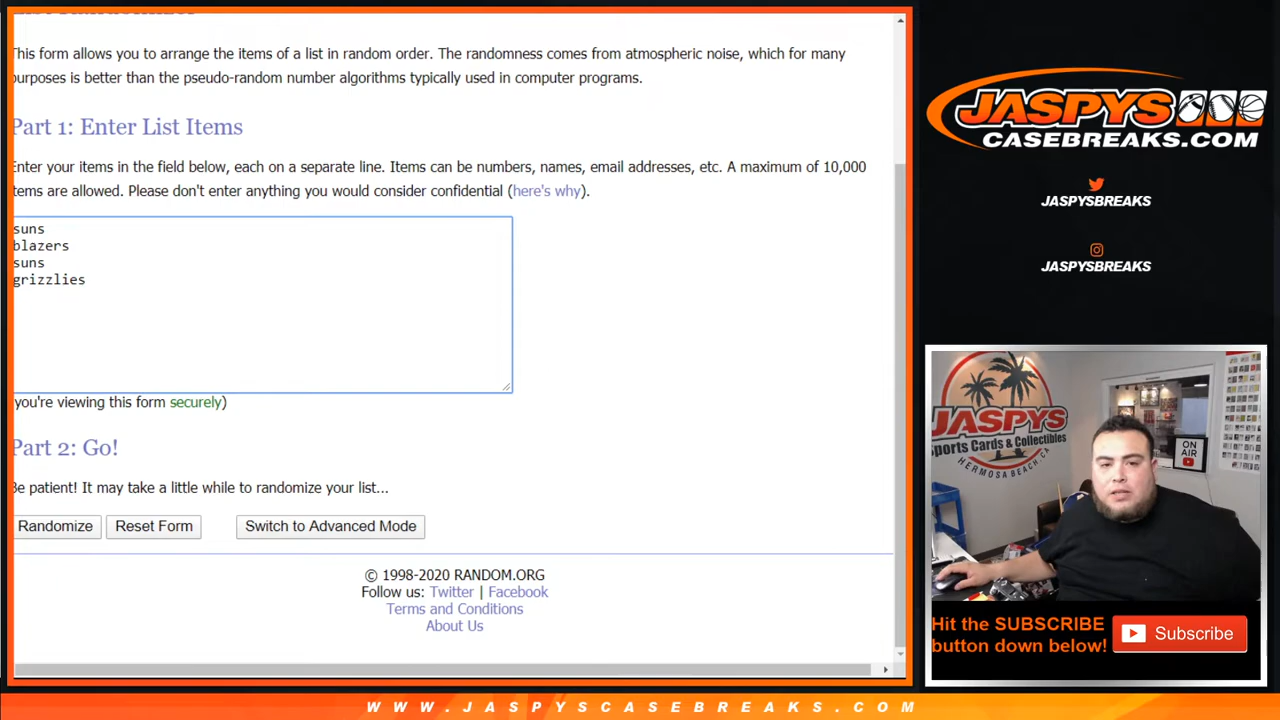 This form allows you to arrange the items of a list in random order. The randomness comes from atmospheric noise, which for many
purposes is better than the pseudo-random number algorithms typically used in computer programs.
Part 1: Enter List Items
Enter your items in the field below, each on a separate line. Items can be numbers, names, email addresses, etc. A maximum of 10,000
items are allowed. Please don't enter anything you would consider confidential (here's why).
suns
blazers
suns
grizzlies
you're viewing this form securely)
Part 2: Go!
Be patient! It may take a little while to randomize your list...
Randomize
Reset Form
Switch to Advanced Mode
© 1998-2020 RANDOM.ORG
Follow us: Twitter | Facebook
Terms and Conditions
About Us
JASPYS
CASEBREAKS.COM
JASPYSBREAKS
JASPYSBREAKS
JASPYS
Sports Cards & Collectibles
HERMOSA BEACH, CA
ON
AIR
Hit the SUBSCRIBE
button down below!
Subscribe
WWW.JASPYSCASEBREAKS.COM